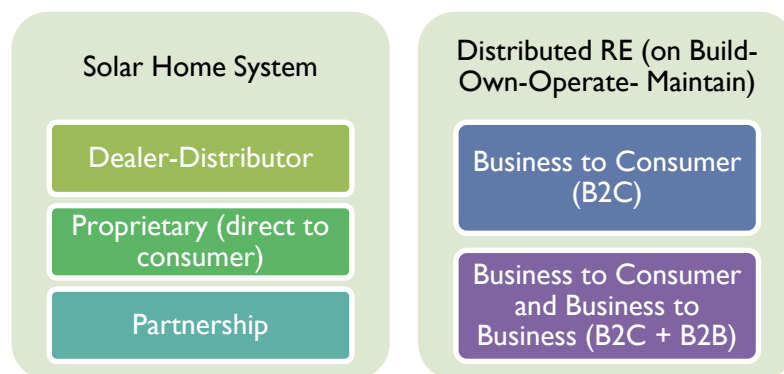 Solar Home System
Dealer-Distributor
Proprietary (direct to
consumer)
Partnership
Distributed RE (on Build-
Own-Operate- Maintain)
Business to Consumer
(B2C)
Business to Consumer
and Business to
Business (B2C + B2B)